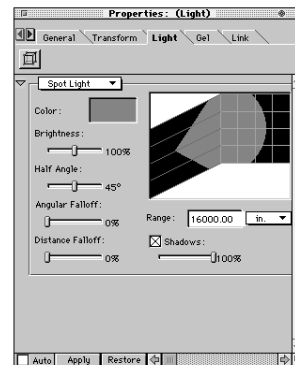 Properties: (Light)
General Transform Light Gel Link
Spot Light
Color:
Brightness:
100%
Half Angle:
45°
Angular Falloff:
0%
Range: 16000.00 in.
Distance Falloff:
0%
Shadows:
100%
Auto Apply Restore